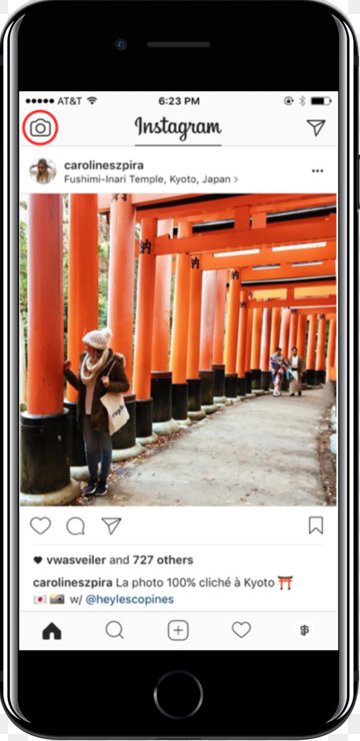 AT&T 6:23 PM
Instagram
carolineszpira
Fushimi-Inari Temple, Kyoto, Japan >
vwasveiler and 727 others
carolineszpira La photo 100% cliché à Kyoto ⛩
🇯🇵 📸 w/ @heylescopines